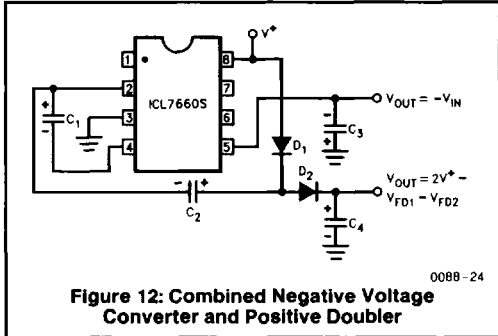 V+
1
8
2
7
ICL7660S
3
6
4
5
+
C1
-
VOUT = -VIN
-
C3
+
D1
D2
- +
C2
VOUT = 2V+ -
VFD1 - VFD2
+
C4
-
0088-24
Figure 12: Combined Negative Voltage
Converter and Positive Doubler